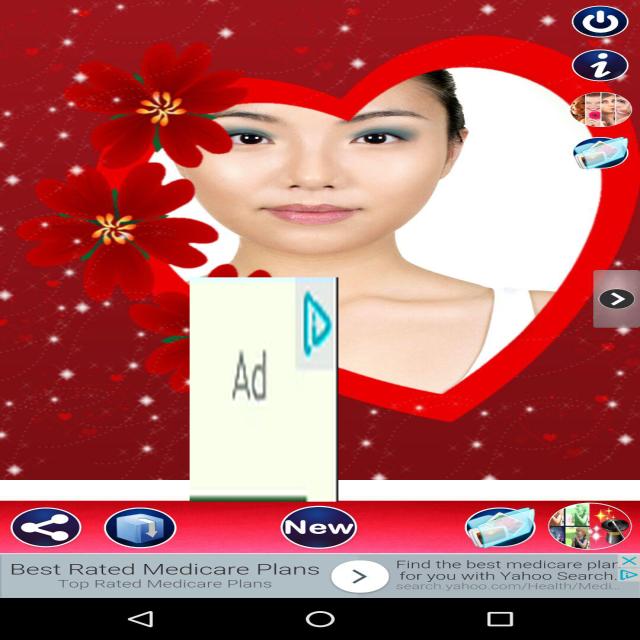 Ad
New
Best Rated Medicare Plans
Top Rated Medicare Plans
Find the best medicare plan
for you with Yahoo Search.
search.yahoo.com/Health/Medi...